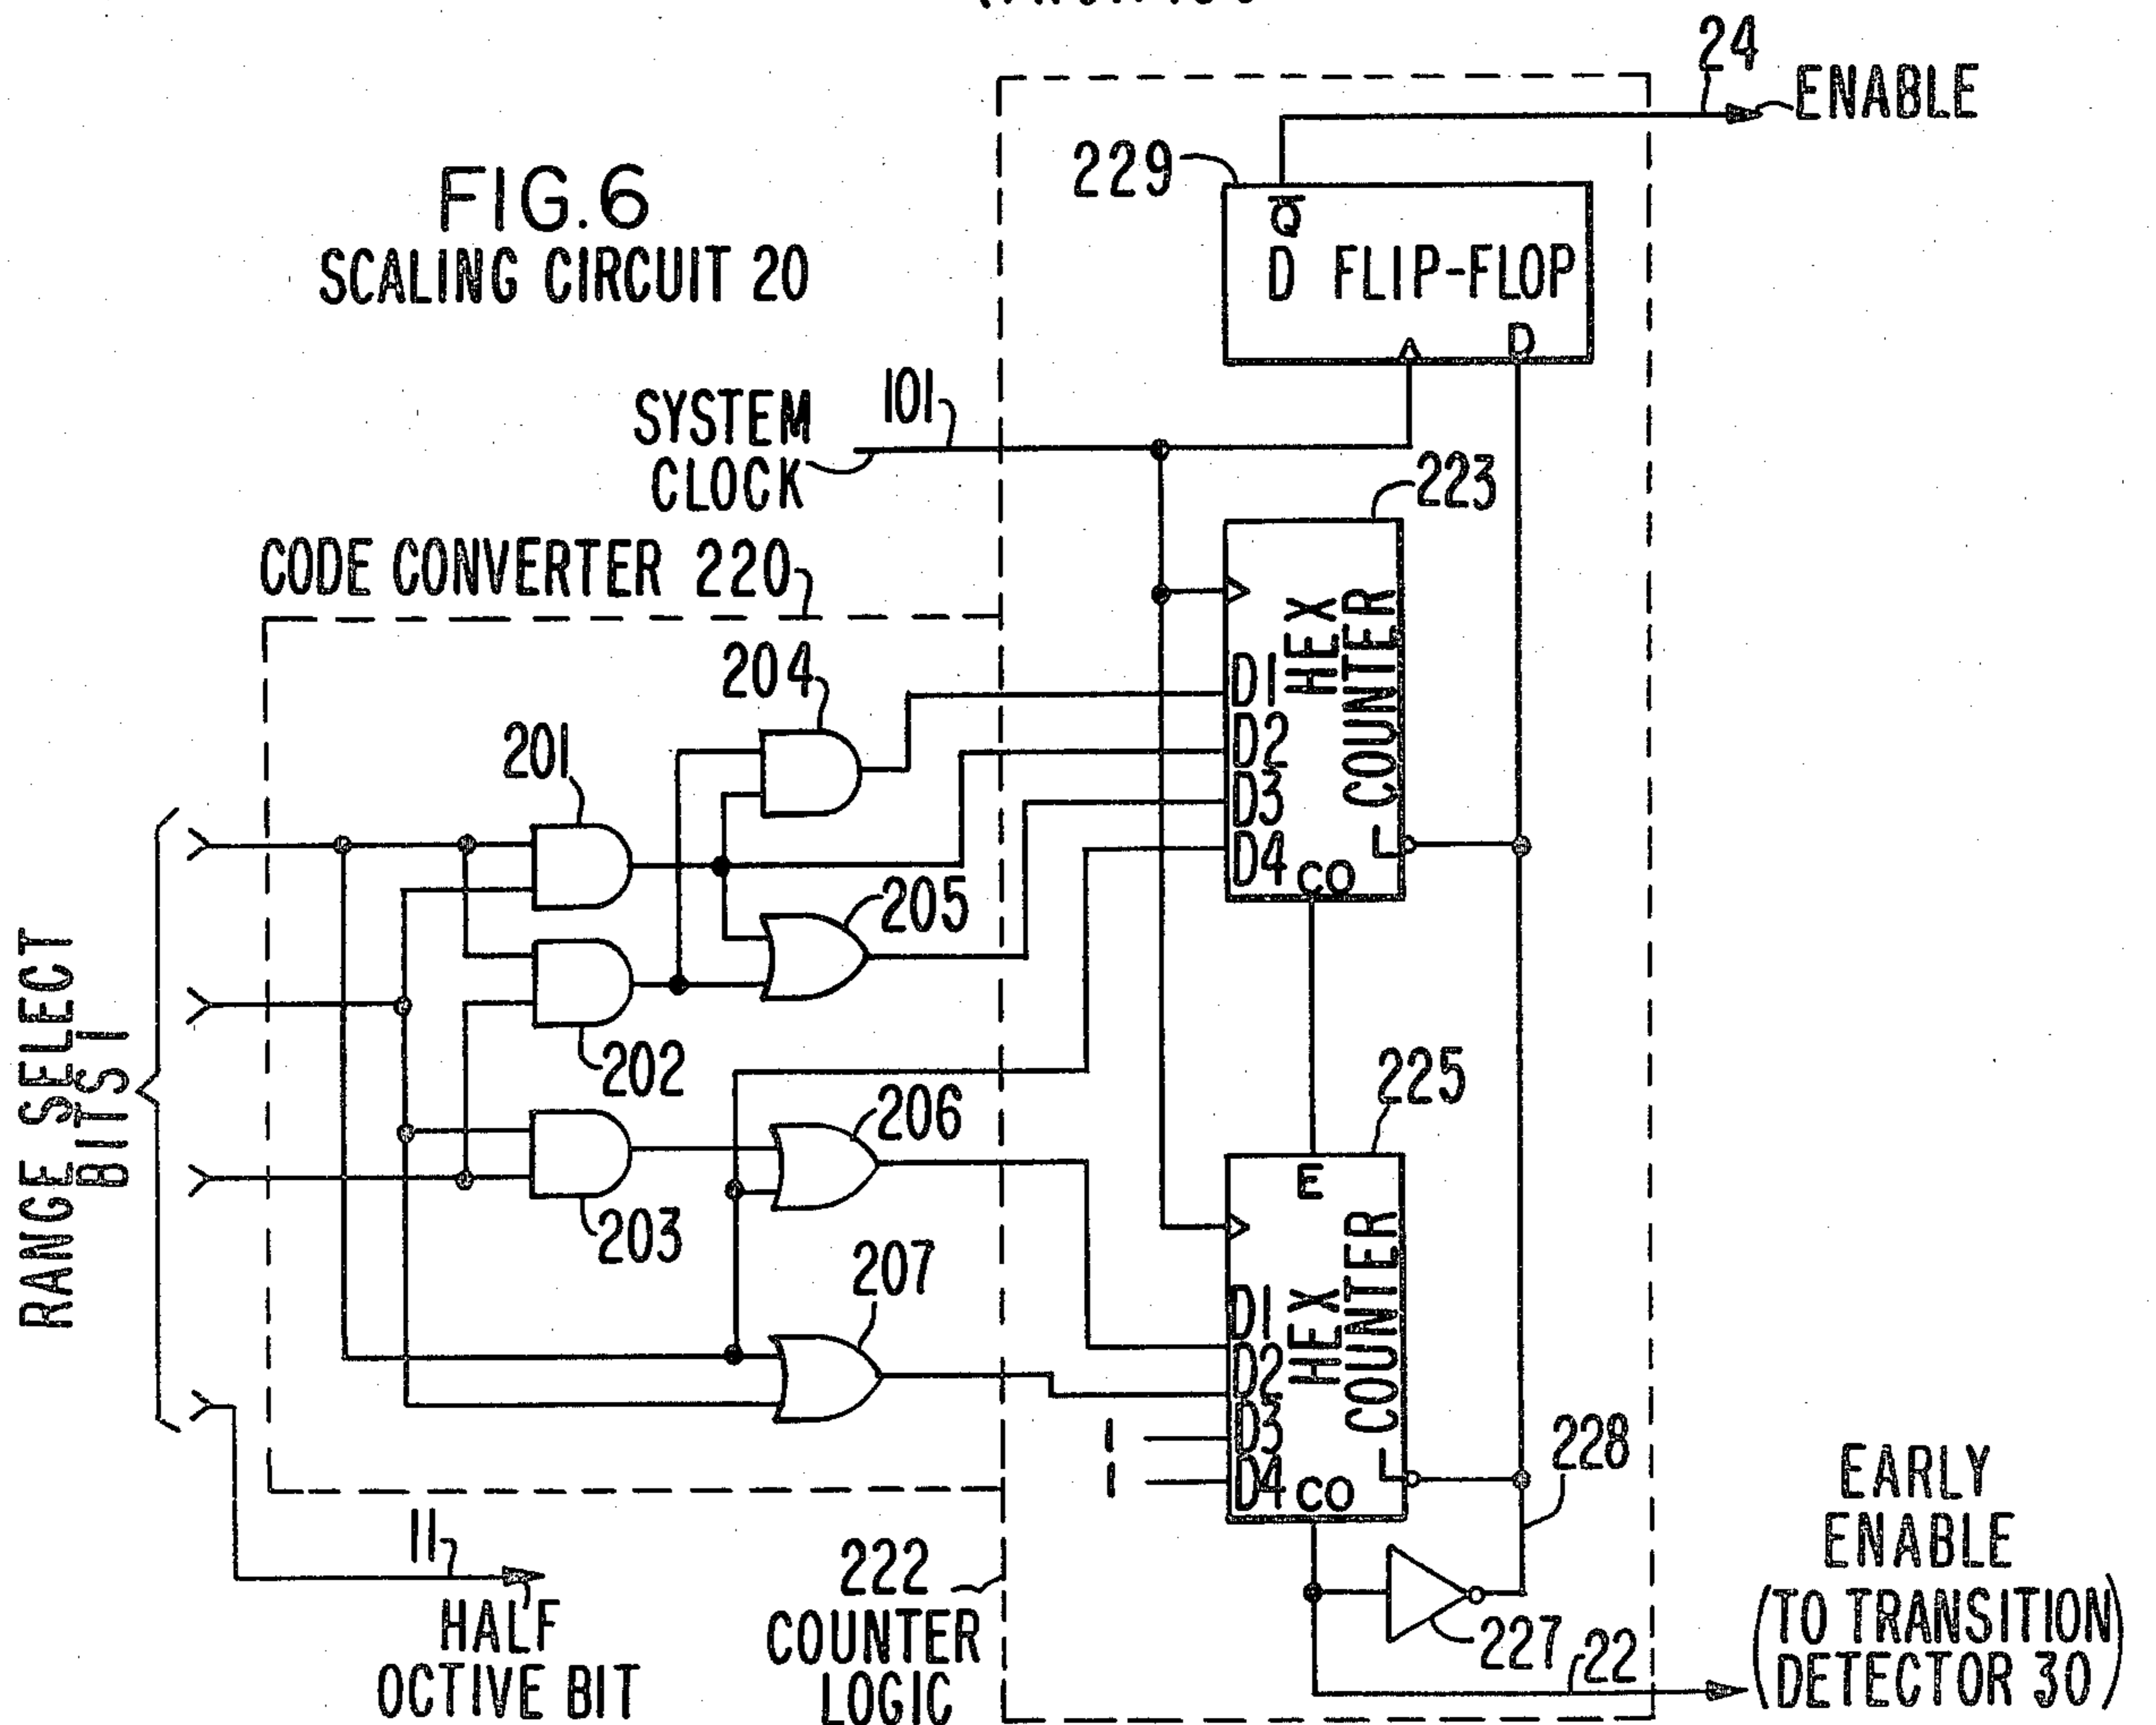 24
ENABLE
229
Q
D FLIP-FLOP
D
FIG.6
SCALING CIRCUIT 20
SYSTEM
CLOCK
101
223
HEX
COUNTER
D1
D2
D3
D4
CO
L
CODE CONVERTER 220
204
201
205
202
206
203
207
RANGE SELECT
BITS 1
225
E
HEX
COUNTER
D1
D2
D3
D4
CO
L
1
1
228
227
22
EARLY
ENABLE
(TO TRANSITION
DETECTOR 30)
11
HALF
OCTIVE BIT
222
COUNTER
LOGIC